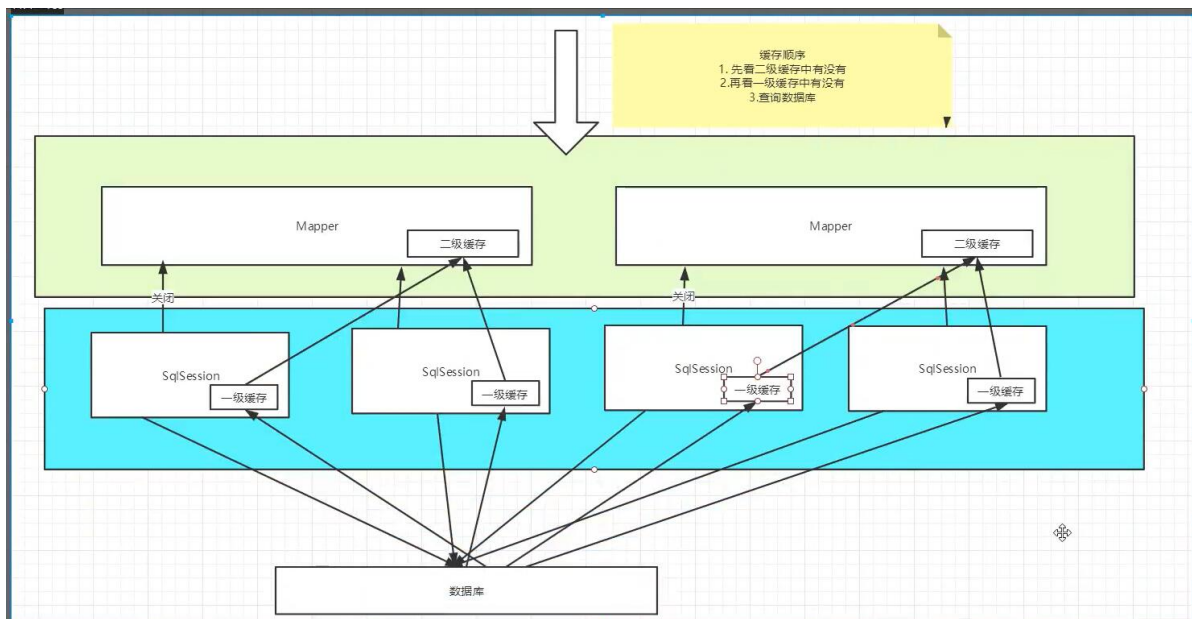 缓存顺序
1. 先看二级缓存中有没有
2.再看一级缓存中有没有
3.查询数据库
Mapper
二级缓存
Mapper
二级缓存
关闭
关闭
SqlSession
一级缓存
SqlSession
一级缓存
SqlSession
一级缓存
SqlSession
一级缓存
数据库